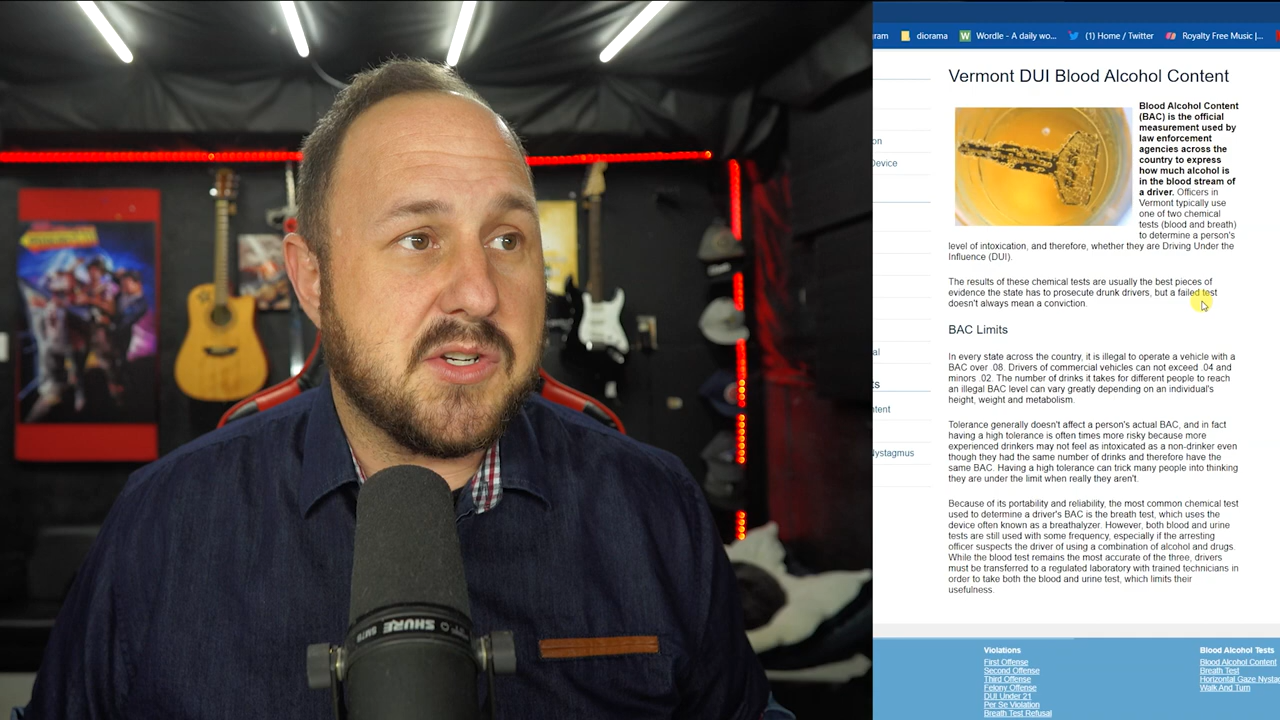 gram
diorama
Wordle - A daily wo...
(1) Home / Twitter
Royalty Free Music |...
Vermont DUI Blood Alcohol Content
Blood Alcohol Content
(BAC) is the official
measurement used by
law enforcement
agencies across the
country to express
how much alcohol is
in the blood stream of
a driver. Officers in
Vermont typically use
one of two chemical
tests (blood and breath)
to determine a person's
level of intoxication, and therefore, whether they are Driving Under the
Influence (DUI).
The results of these chemical tests are usually the best pieces of
evidence the state has to prosecute drunk drivers, but a failed test
doesn't always mean a conviction.
BAC Limits
In every state across the country, it is illegal to operate a vehicle with a
BAC over .08. Drivers of commercial vehicles can not exceed .04 and
minors .02. The number of drinks it takes for different people to reach
an illegal BAC level can vary greatly depending on an individual's
height, weight and metabolism.
Tolerance generally doesn't affect a person's actual BAC, and in fact
having a high tolerance is often times more risky because more
experienced drinkers may not feel as intoxicated as a non-drinker even
though they had the same number of drinks and therefore have the
same BAC. Having a high tolerance can trick many people into thinking
they are under the limit when really they aren't.
Because of its portability and reliability, the most common chemical test
used to determine a driver's BAC is the breath test, which uses the
device often known as a breathalyzer. However, both blood and urine
tests are still used with some frequency, especially if the arresting
officer suspects the driver of using a combination of alcohol and drugs.
While the blood test remains the most accurate of the three, drivers
must be transferred to a regulated laboratory with trained technicians in
order to take both the blood and urine test, which limits their
usefulness.
on
Device
al
ts
ntent
Nystagmus
Violations
First Offense
Second Offense
Third Offense
Felony Offense
DUI Under 21
Per Se Violation
Breath Test Refusal
Blood Alcohol Tests
Blood Alcohol Content
Breath Test
Horizontal Gaze Nystag
Walk And Turn
SHURE SM7B